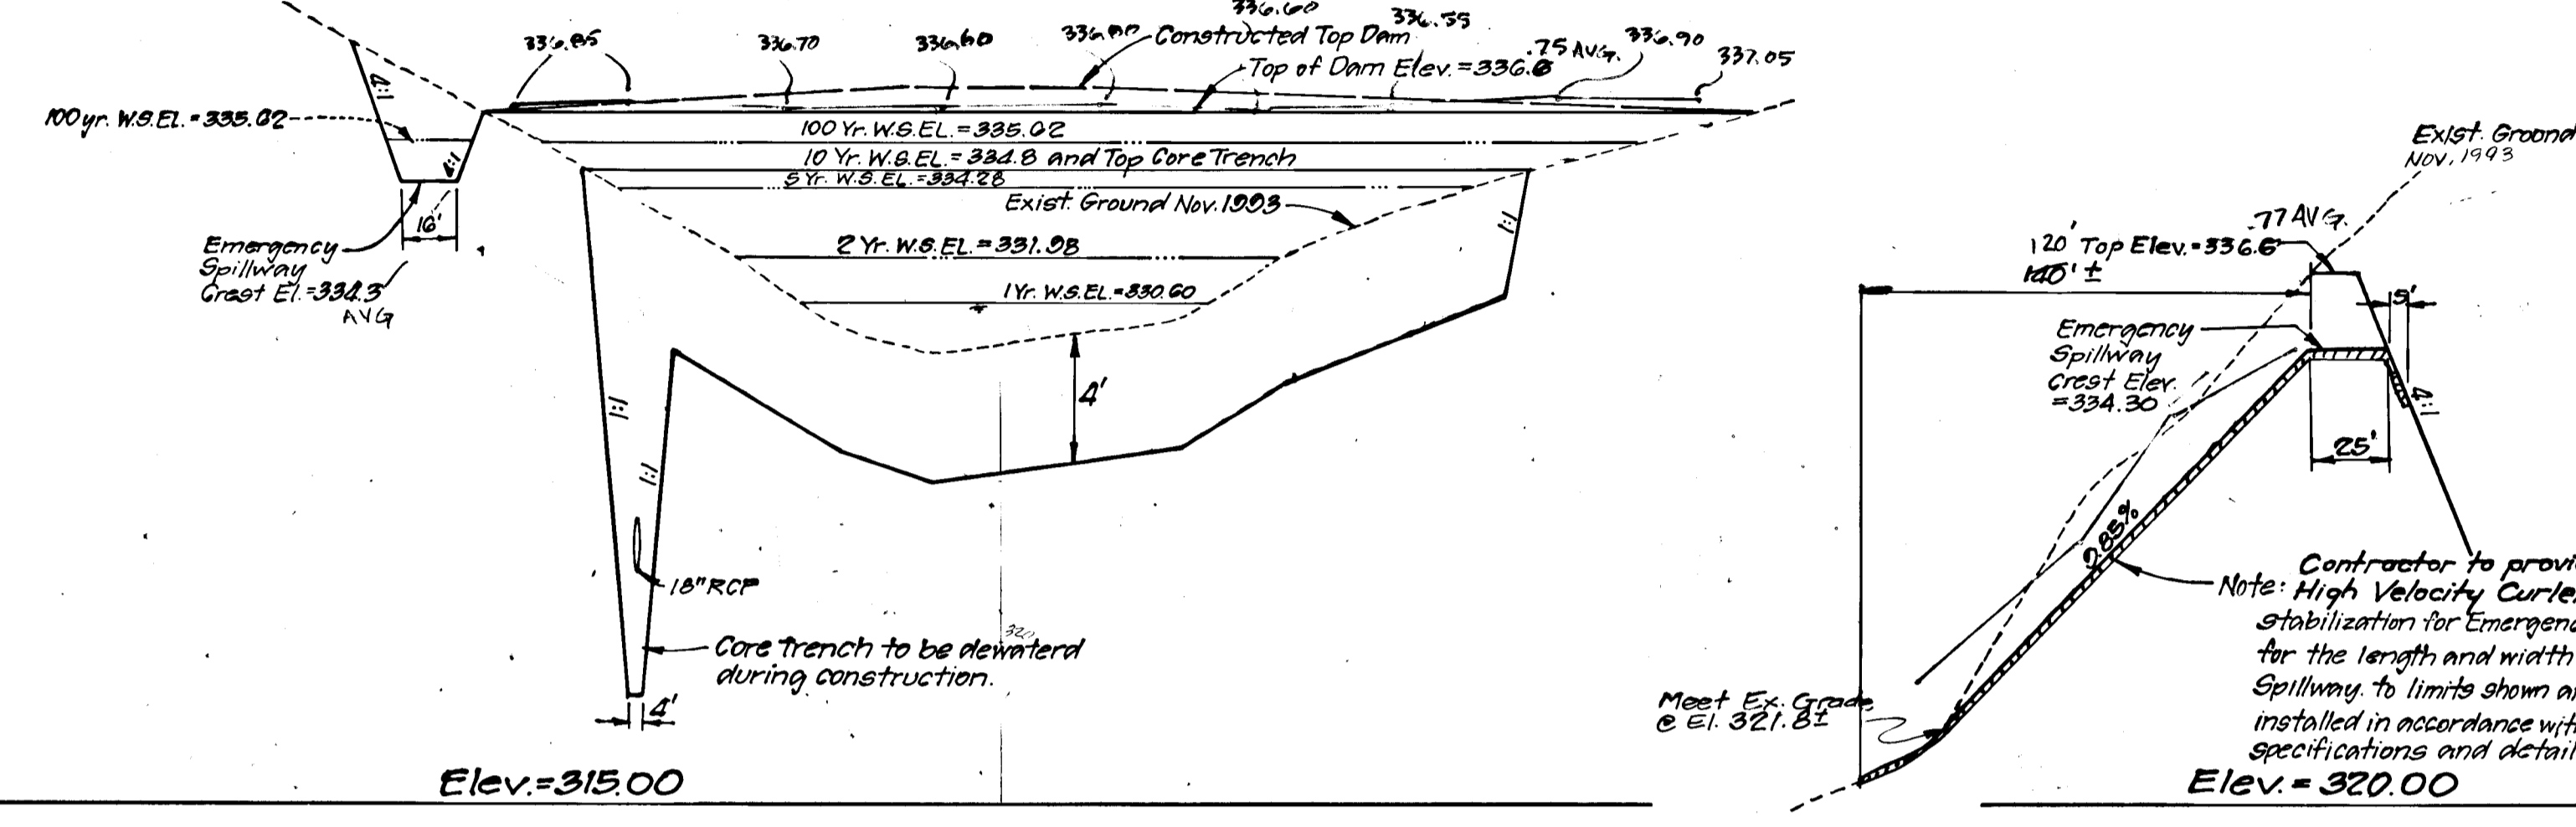 336.85
336.70
336.60
336.80
336.60
336.55
Constructed Top Dam
.75 AVG.
336.90
337.05
Top of Dam Elev. = 336.6
100 yr. W.S.El. = 335.62
1:7
4:1
16'
Emergency
Spillway
Crest El. = 334.3
AVG
100 Yr. W.S.EL. = 335.62
10 Yr. W.S.EL. = 334.8 and Top Core Trench
5 Yr. W.S.EL. = 334.28
Exist. Ground Nov. 1993
2 Yr. W.S.EL. = 331.98
1 Yr. W.S.EL. = 330.60
1:1
1:1
1:1
4'
18" RCP
320
Core Trench to be dewaterd
during construction.
4'
Elev. = 315.00
Exist. Ground
Nov. 1993
.77 AVG.
120' Top Elev. = 336.6
140' ±
5'
Emergency
Spillway
Crest Elev.
= 334.30
4:1
25'
9.85%
Contractor to provi
Note: High Velocity Curle
stabilization for Emergenc
for the length and width
Spillway. to limits shown a
installed in accordance wit
specifications and detail
Meet Ex. Grade
@ El. 321.8±
Elev. = 320.00